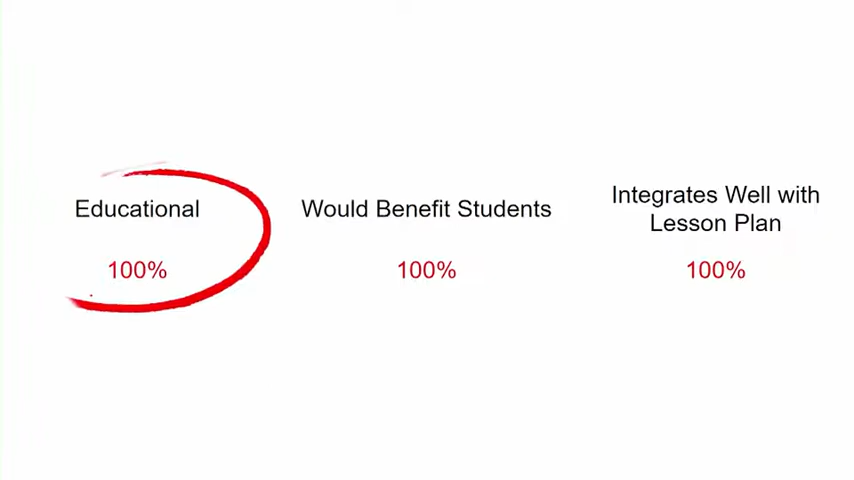 Educational
100%
Would Benefit Students
100%
Integrates Well with
Lesson Plan
100%